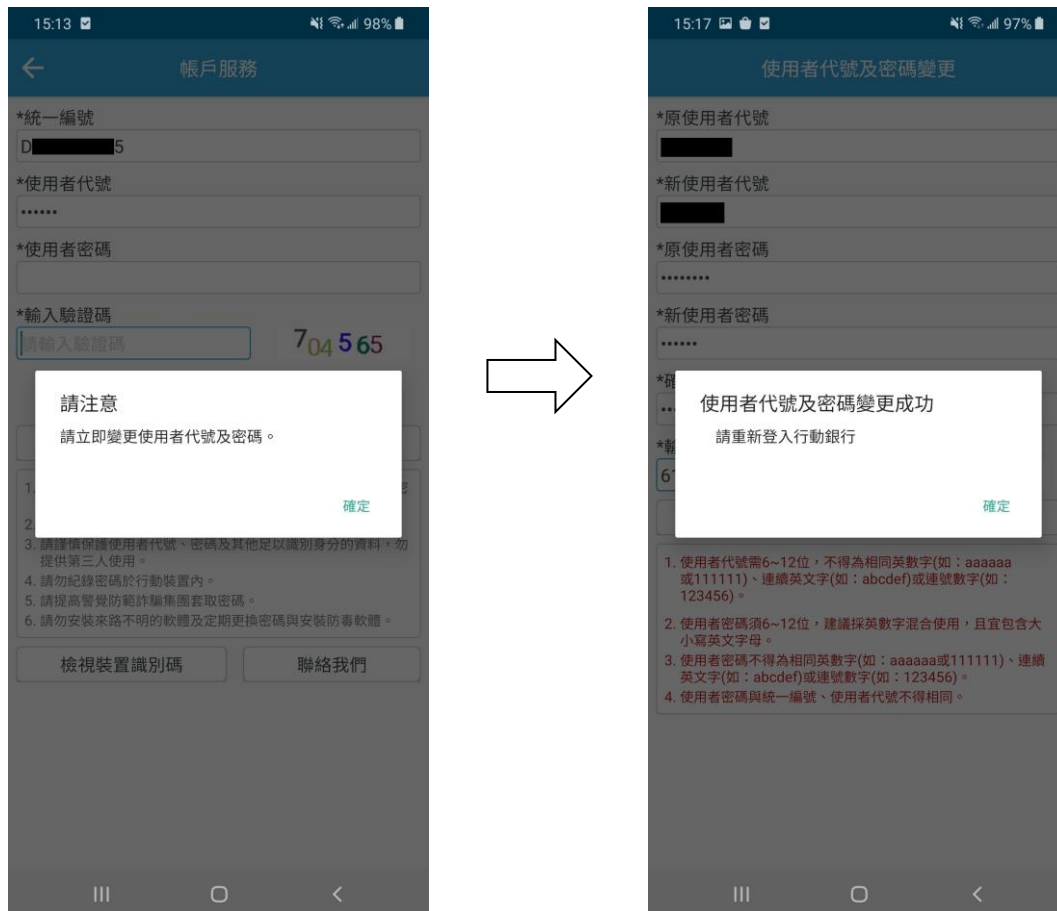 15:13
98%
帳戶服務
*統一編號
D 5
*使用者代號
••••••
*使用者密碼
*輸入驗證碼
請輸入驗證碼
704565
請注意
請立即變更使用者代號及密碼。
確定
1.
2.
3. 請謹慎保護使用者代號、密碼及其他足以識別身分的資料，勿
提供第三人使用。
4. 請勿紀錄密碼於行動裝置內。
5. 請提高警覺防範詐騙集團套取密碼。
6. 請勿安裝來路不明的軟體及定期更換密碼與安裝防毒軟體。
檢視裝置識別碼
聯絡我們
15:17
97%
使用者代號及密碼變更
*原使用者代號
*新使用者代號
*原使用者密碼
••••••••
*新使用者密碼
••••••
使用者代號及密碼變更成功
請重新登入行動銀行
確定
1. 使用者代號需6~12位，不得為相同英數字(如：aaaaaa
或111111)、連續英文字(如：abcdef)或連號數字(如：
123456)。
2. 使用者密碼須6~12位，建議採英數字混合使用，且宜包含大
小寫英文字母。
3. 使用者密碼不得為相同英數字(如：aaaaaa或111111)、連續
英文字(如：abcdef)或連號數字(如：123456)。
4. 使用者密碼與統一編號、使用者代號不得相同。